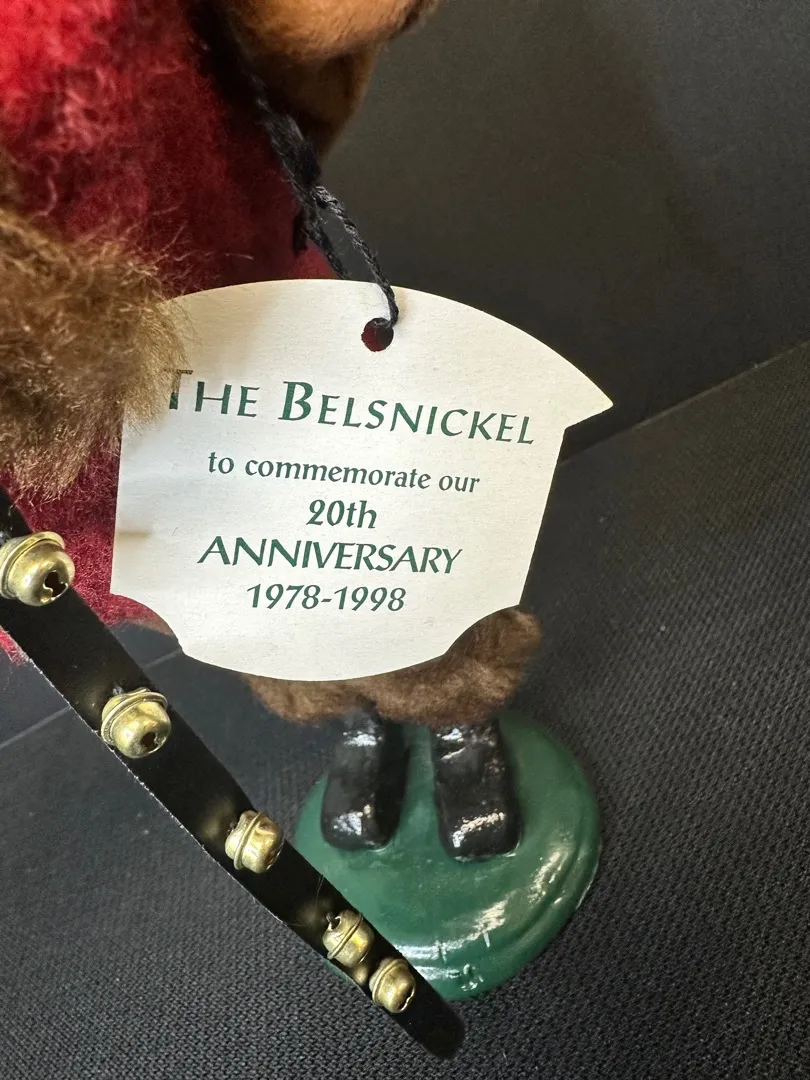 THE BELSNICKEL
to commemorate our
20th
ANNIVERSARY
1978-1998